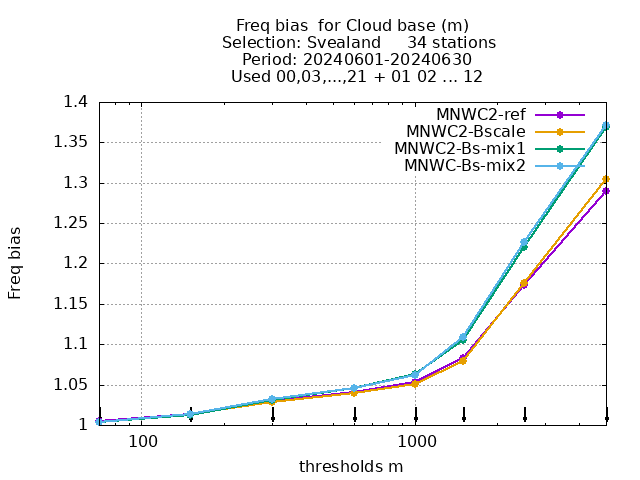 Freq bias  for Cloud base (m)
Selection: Svealand     34 stations
Period: 20240601-20240630
Used 00,03,...,21 + 01 02 ... 12
MNWC2-ref
MNWC2-Bscale
MNWC2-Bs-mix1
MNWC-Bs-mix2
1.4
1.35
1.3
1.25
1.2
1.15
1.1
1.05
1
Freq bias
100
1000
thresholds m